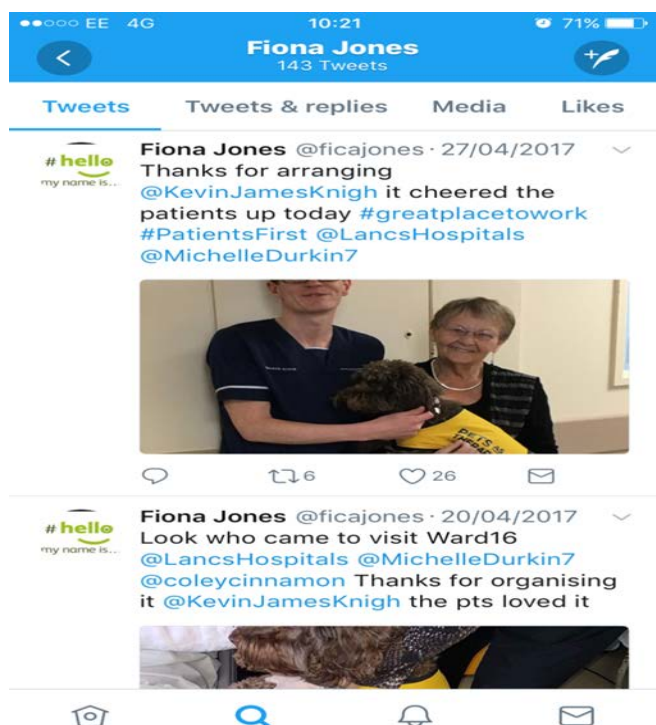 EE 4G 10:21 71%
Fiona Jones
143 Tweets
Tweets Tweets & replies Media Likes
Fiona Jones @ficajones · 27/04/2017
# hello
my name is...
Thanks for arranging
@KevinJamesKnigh it cheered the
patients up today #greatplacetowork
#PatientsFirst @LancsHospitals
@MichelleDurkin7
PETS AS
THERAPY
6 26
Fiona Jones @ficajones · 20/04/2017
# hello
my name is...
Look who came to visit Ward16
@LancsHospitals @MichelleDurkin7
@coleycinnamon Thanks for organising
it @KevinJamesKnigh the pts loved it